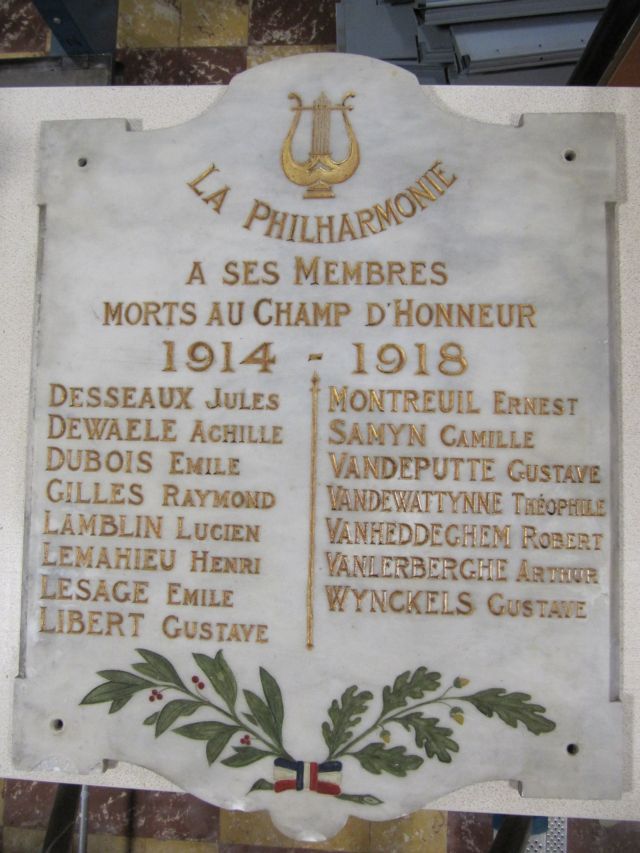 LA PHILHARMONIE
A SES MEMBRES
MORTS AU CHAMP D'HONNEUR
1914 - 1918
DESSEAUX JULES
DEWAELE ACHILLE
DUBOIS EMILE
GILLES RAYMOND
LAMBLIN LUCIEN
LEMAHIEU HENRI
LESAGE EMILE
LIBERT GUSTAVE
MONTREUIL ERNEST
SAMYN CAMILLE
VANDEPUTTE GUSTAVE
VANDEWATTYNNE THÉOPHILE
VANHEDDEGHEM ROBERT
VANLERBERGHE ARTHUR
WYNCKELS GUSTAVE